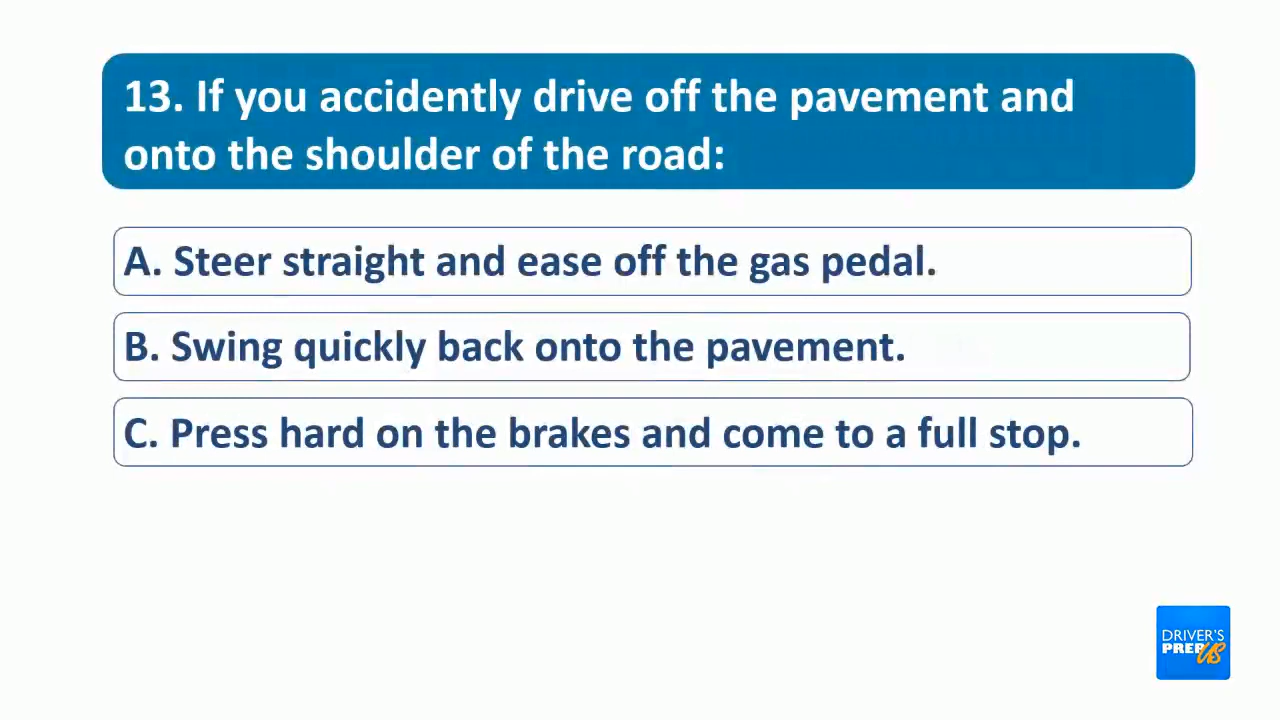 13. If you accidently drive off the pavement and
onto the shoulder of the road:
A. Steer straight and ease off the gas pedal.
B. Swing quickly back onto the pavement.
C. Press hard on the brakes and come to a full stop.
DRIVER'S
PREP US